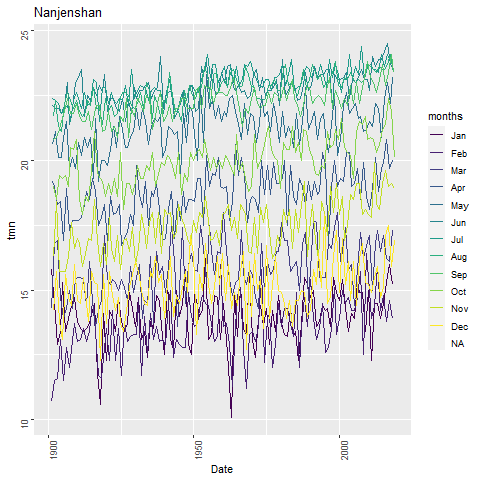 Nanjenshan
25
20
15
10
tmn
1900
1950
2000
Date
months
Jan
Feb
Mar
Apr
May
Jun
Jul
Aug
Sep
Oct
Nov
Dec
NA